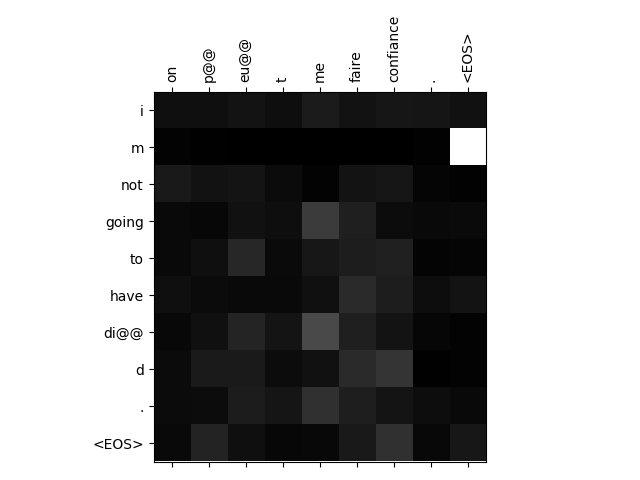 on p@@ eu@@ t me faire confiance . <EOS>
i
m
not
going
to
have
di@@
d
.
<EOS>